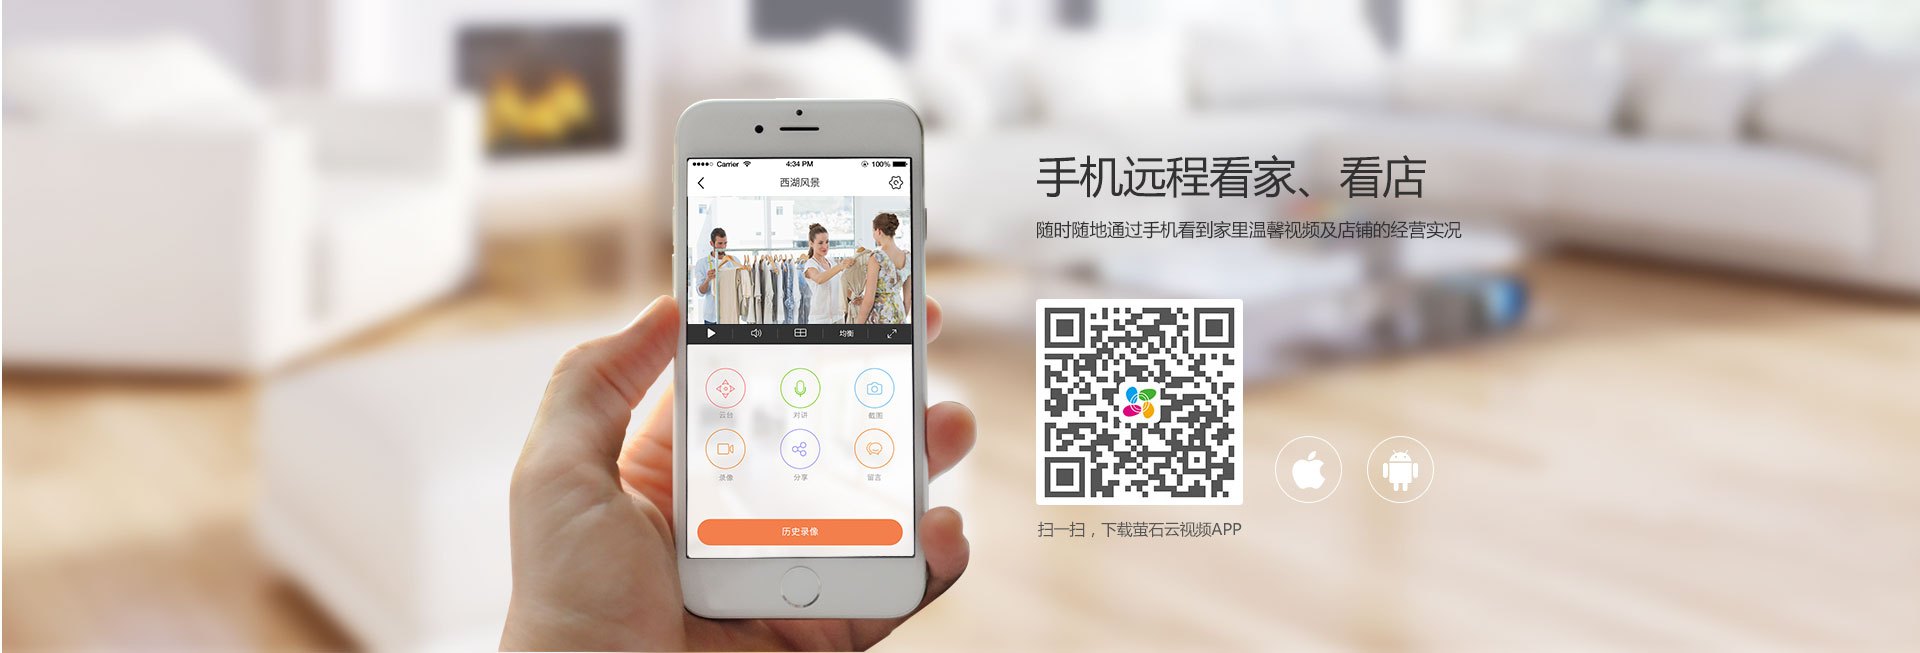 Carrier 4:34 PM 100%
西湖风景
均衡
云台 对讲 截图
录像 分享 留言
历史录像
手机远程看家、看店
随时随地通过手机看到家里温馨视频及店铺的经营实况
扫一扫，下载萤石云视频APP